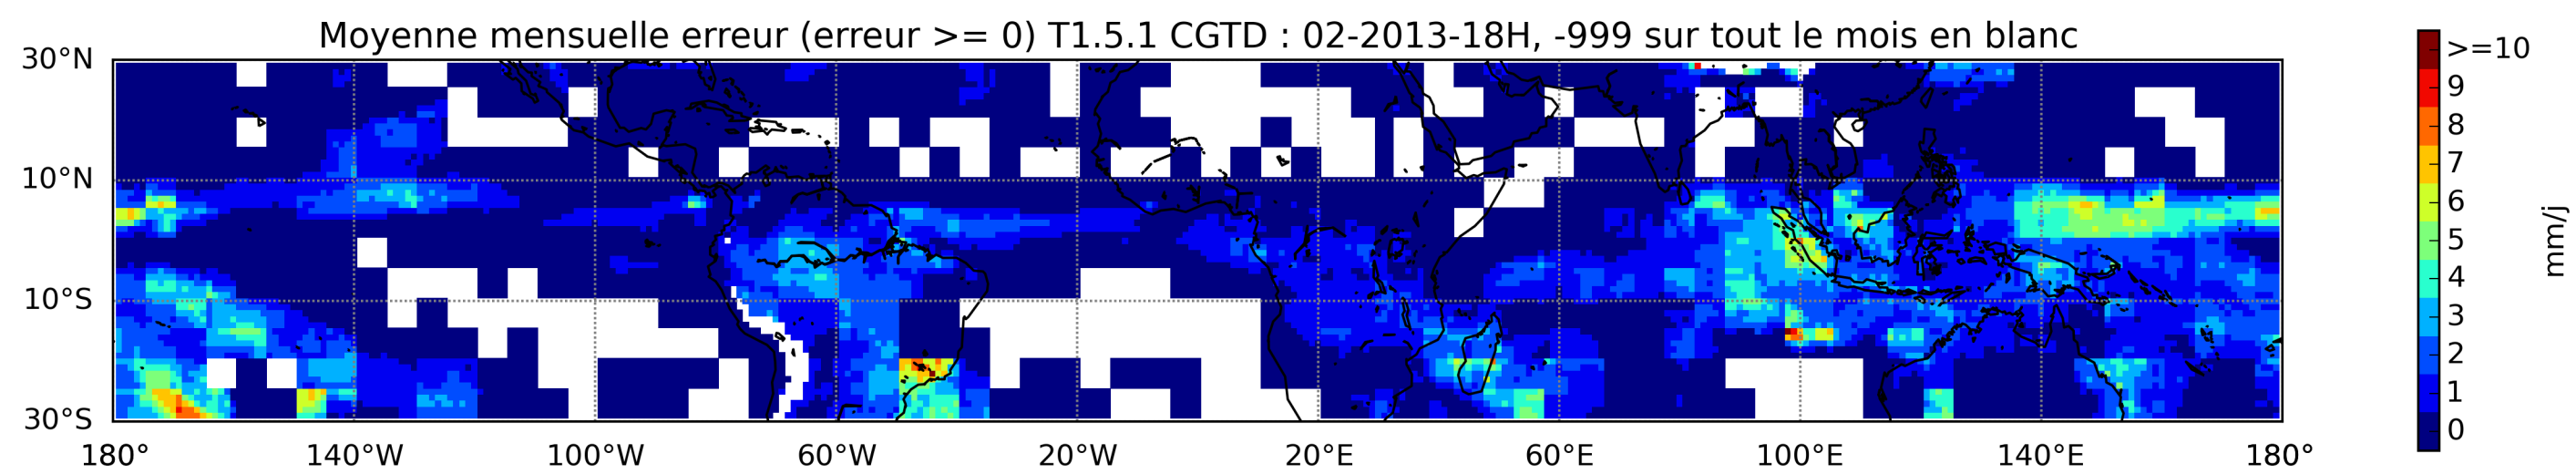 Moyenne mensuelle erreur (erreur >= 0) T1.5.1 CGTD : 02-2013-18H, -999 sur tout le mois en blanc
30°N
10°N
10°S
30°S
180°
140°W
100°W
60°W
20°W
20°E
60°E
100°E
140°E
180°
>=10
9
8
7
6
5
4
3
2
1
0
mm/j